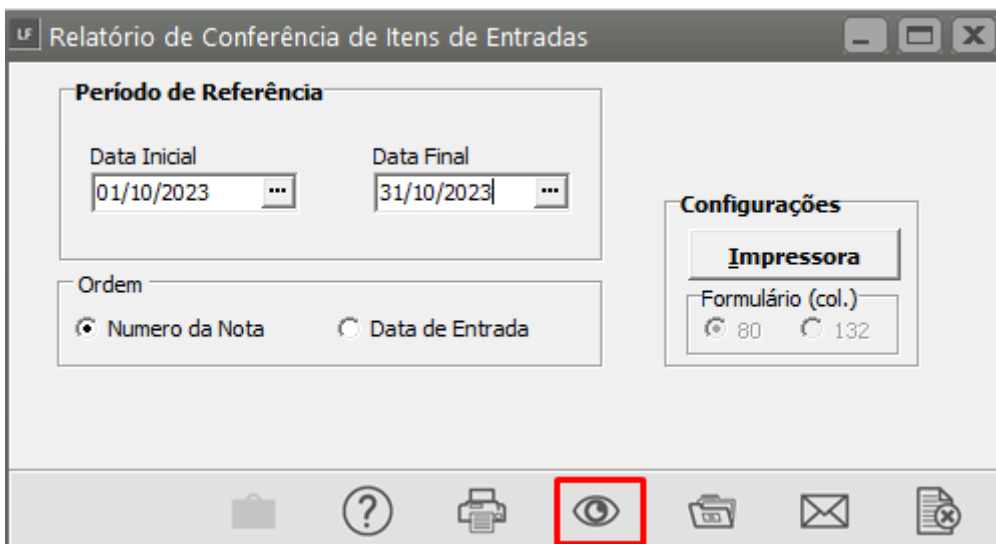 LF Relatório de Conferência de Itens de Entradas
Período de Referência
Data Inicial Data Final
01/10/2023 ... 31/10/2023 ...
Configurações
Impressora
Ordem
Numero da Nota Data de Entrada
Formulário (col.)
80 132
?